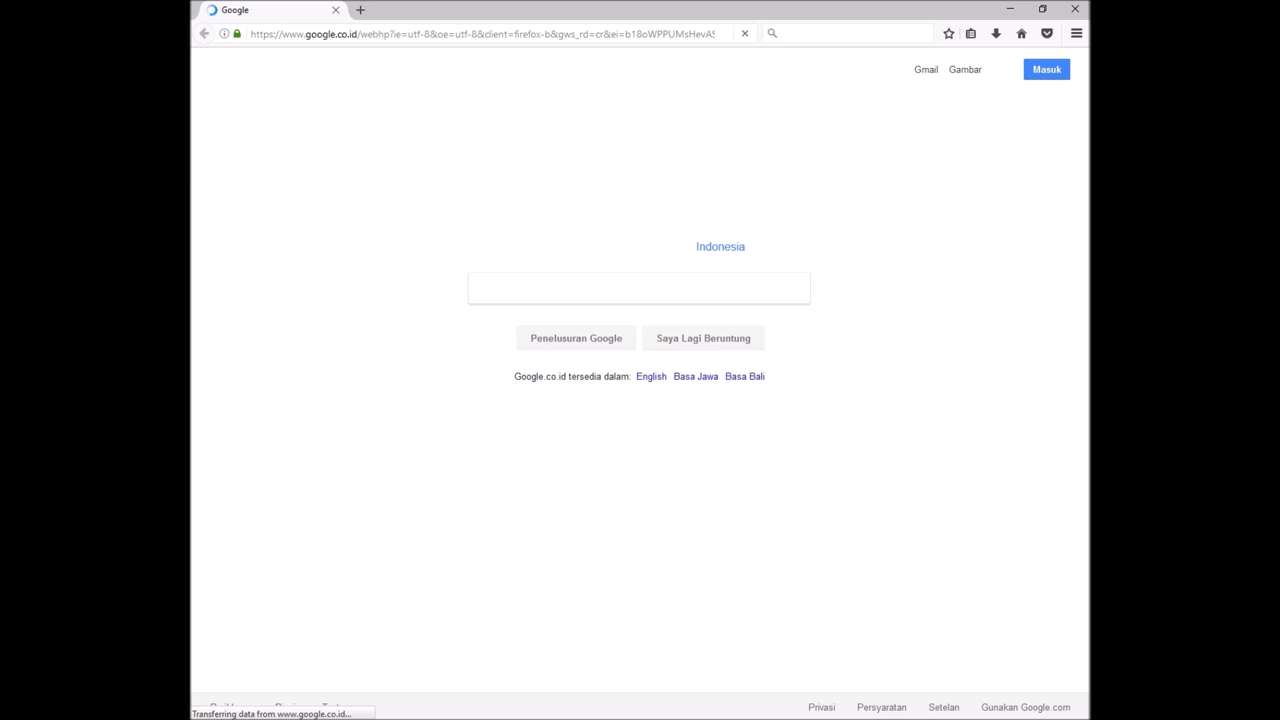 Google
https://www.google.co.id/webhp?ie=utf-8&oe=utf-8&client=firefox-b&gws_rd=cr&ei=b18oWPPUMsHevAS
Gmail Gambar Masuk
Indonesia
Penelusuran Google Saya Lagi Beruntung
Google.co.id tersedia dalam: English Basa Jawa Basa Bali
Privasi Persyaratan Setelan Gunakan Google.com
Transferring data from www.google.co.id...